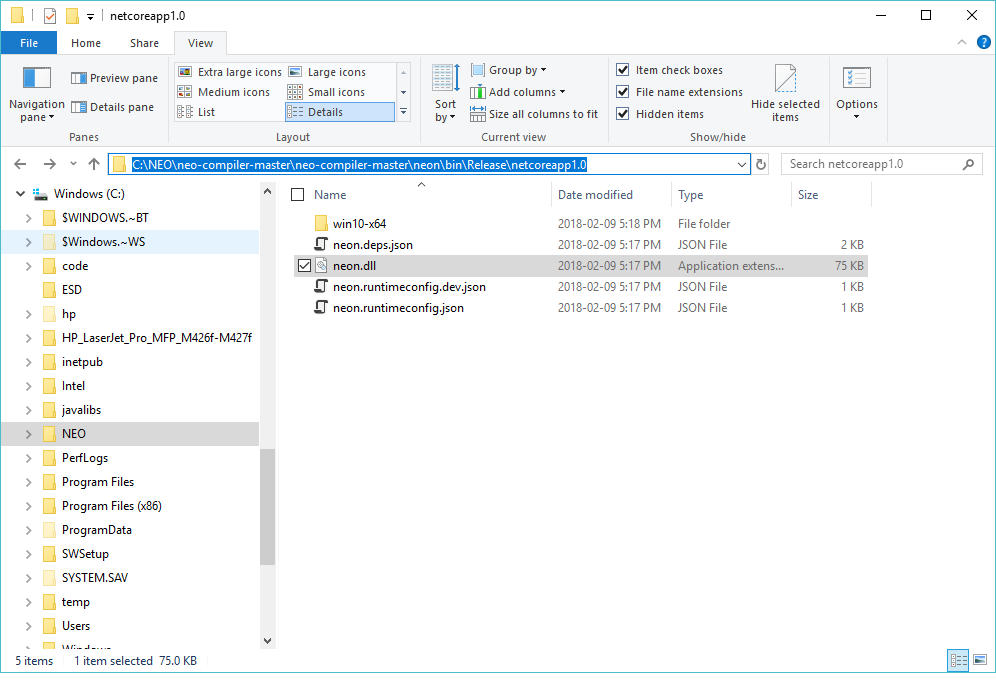 netcoreapp1.0
File Home Share View
Navigation pane
Preview pane
Details pane
Panes
Extra large icons Large icons
Medium icons Small icons
List Details
Layout
Sort by
Group by
Add columns
Size all columns to fit
Current view
Item check boxes
File name extensions
Hidden items
Hide selected items
Show/hide
Options
C:\NEO\neo-compiler-master\neo-compiler-master\neon\bin\Release\netcoreapp1.0
Search netcoreapp1.0
Windows (C:)
$WINDOWS.~BT
$Windows.~WS
code
ESD
hp
HP_LaserJet_Pro_MFP_M426f-M427f
inetpub
Intel
javalibs
NEO
PerfLogs
Program Files
Program Files (x86)
ProgramData
SWSetup
SYSTEM.SAV
temp
Users
Windows
Name Date modified Type Size
win10-x64 2018-02-09 5:18 PM File folder
neon.deps.json 2018-02-09 5:17 PM JSON File 2 KB
neon.dll 2018-02-09 5:17 PM Application extens... 75 KB
neon.runtimeconfig.dev.json 2018-02-09 5:17 PM JSON File 1 KB
neon.runtimeconfig.json 2018-02-09 5:17 PM JSON File 1 KB
5 items 1 item selected 75.0 KB